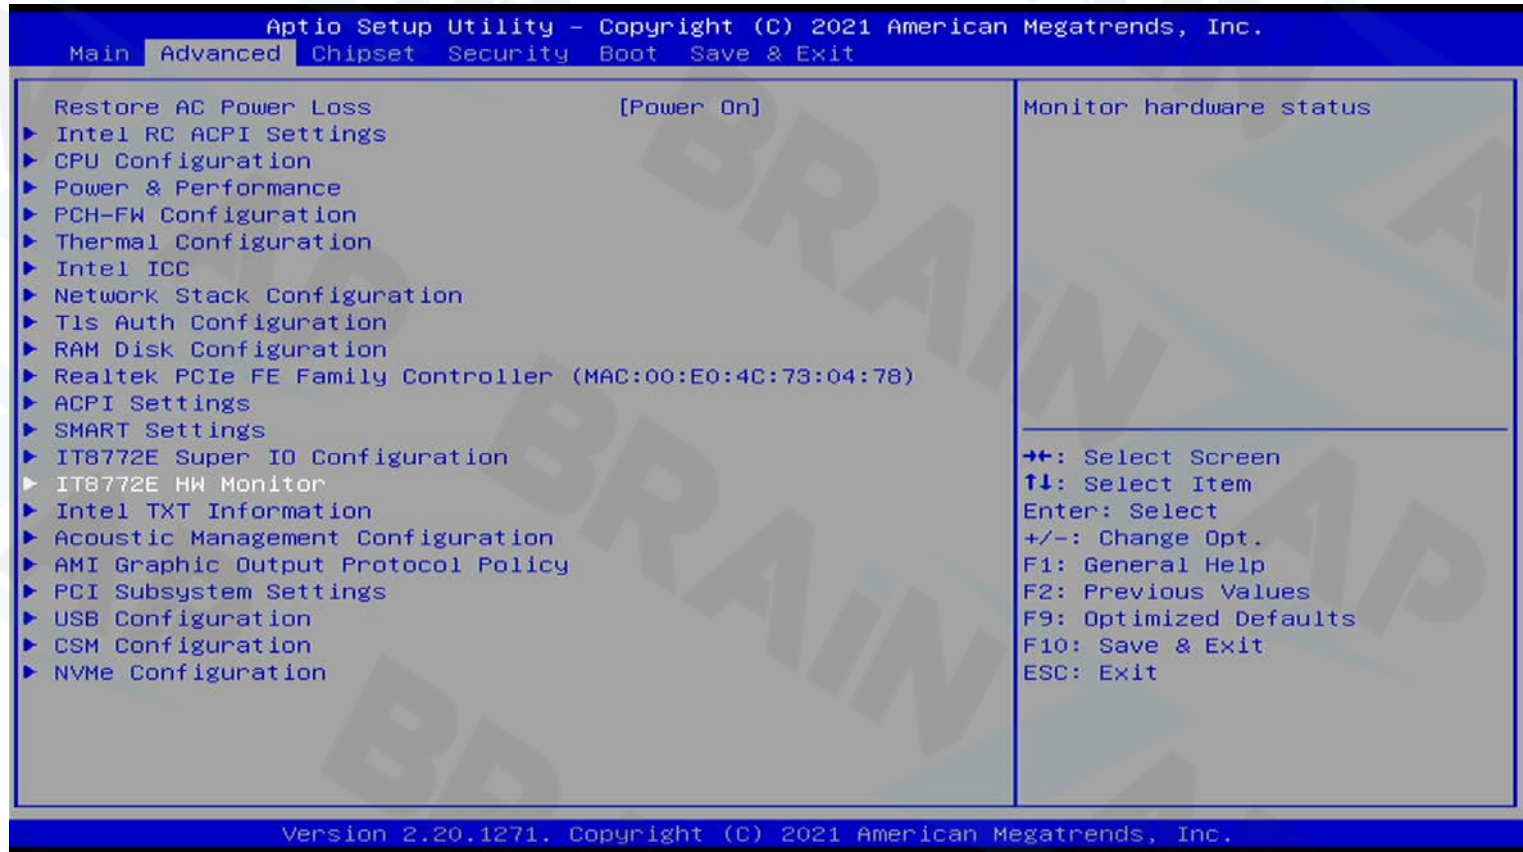 Aptio Setup Utility – Copyright (C) 2021 American Megatrends, Inc.
Main Advanced Chipset Security Boot Save & Exit
Restore AC Power Loss [Power On]
Intel RC ACPI Settings
CPU Configuration
Power & Performance
PCH-FW Configuration
Thermal Configuration
Intel ICC
Network Stack Configuration
Tls Auth Configuration
RAM Disk Configuration
Realtek PCIe FE Family Controller (MAC:00:E0:4C:73:04:78)
ACPI Settings
SMART Settings
IT8772E Super IO Configuration
IT8772E HW Monitor
Intel TXT Information
Acoustic Management Configuration
AMI Graphic Output Protocol Policy
PCI Subsystem Settings
USB Configuration
CSM Configuration
NVMe Configuration
Monitor hardware status
→←: Select Screen
↑↓: Select Item
Enter: Select
+/-: Change Opt.
F1: General Help
F2: Previous Values
F9: Optimized Defaults
F10: Save & Exit
ESC: Exit
Version 2.20.1271. Copyright (C) 2021 American Megatrends, Inc.
BRAiN
BRAiN
BRAiN
AP
AP